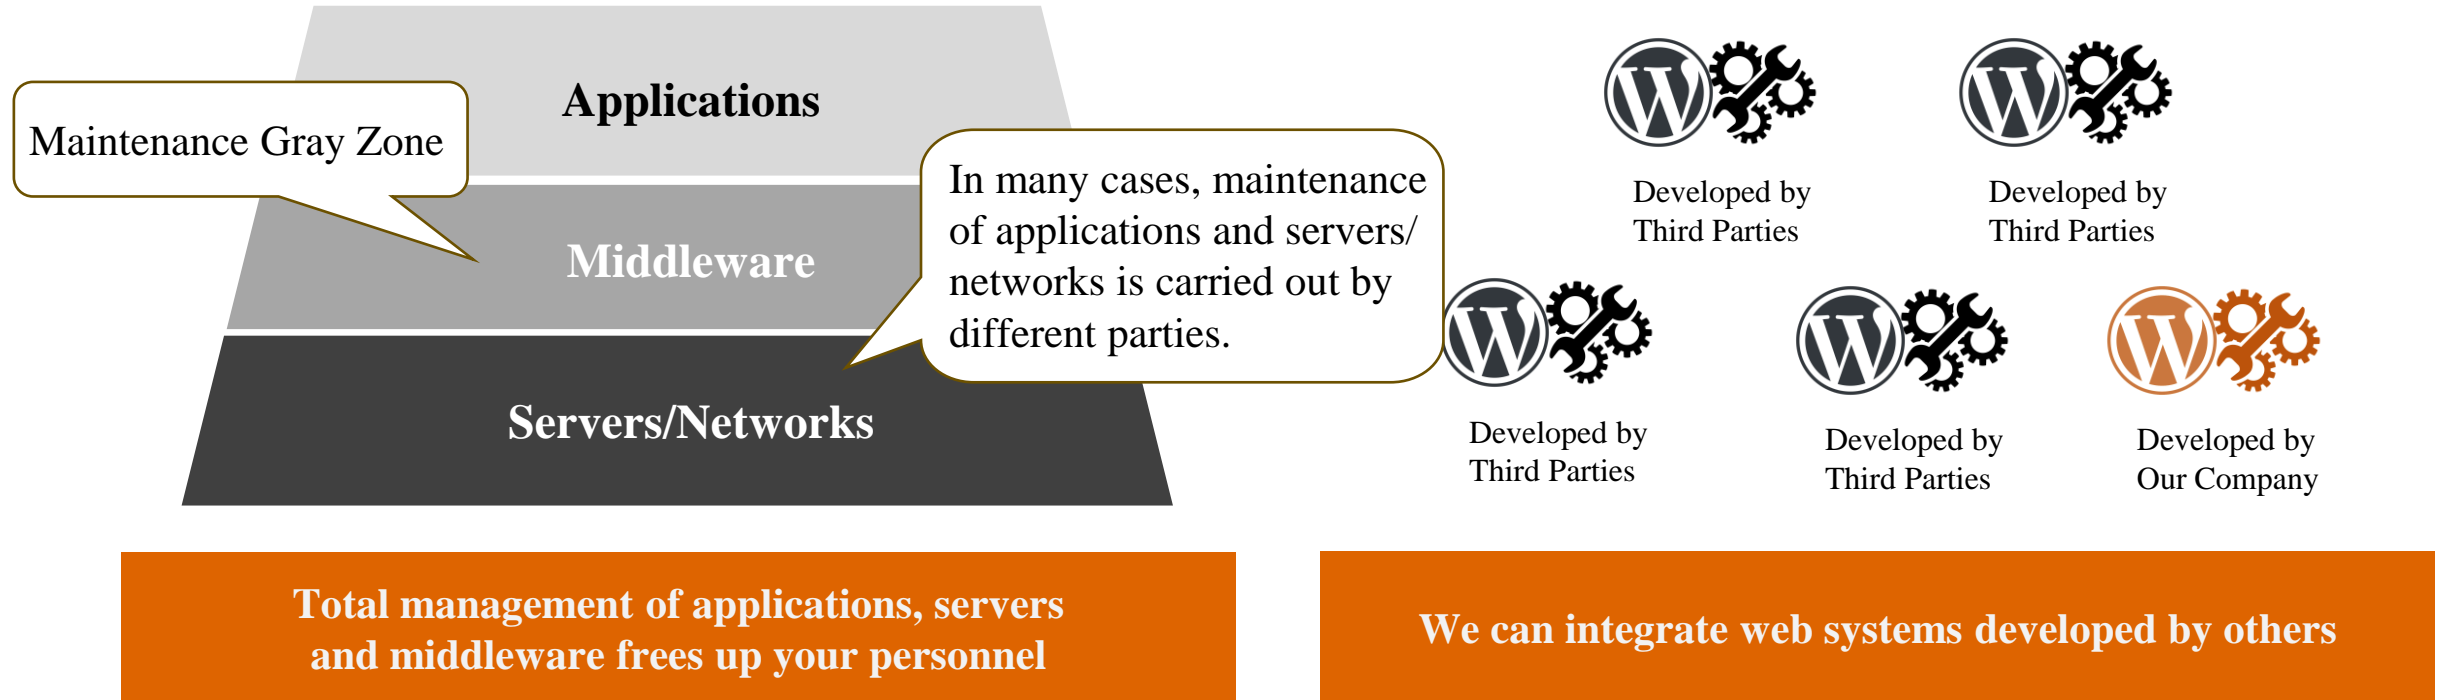 Applications
Maintenance Gray Zone
Middleware
In many cases, maintenance
of applications and servers/
networks is carried out by
different parties.
Servers/Networks
Total management of applications, servers
and middleware frees up your personnel
Developed by
Third Parties
Developed by
Third Parties
Developed by
Third Parties
Developed by
Third Parties
Developed by
Our Company
We can integrate web systems developed by others